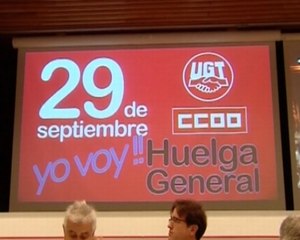 29 de
septiembre
yo voy!!
Huelga
General
UGT
CCOO